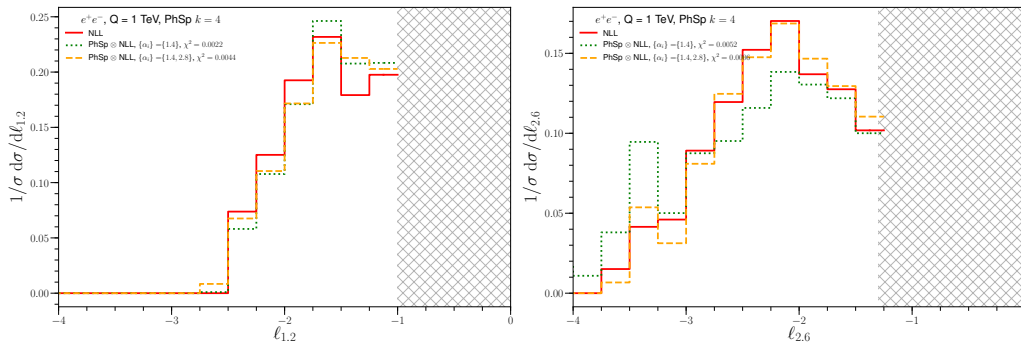 e⁺e⁻, Q = 1 TeV, PhSp k = 4
NLL
PhSp ⊗ NLL, {αᵢ} ={1.4}, χ² = 0.0022
PhSp ⊗ NLL, {αᵢ} ={1.4, 2.8}, χ² = 0.0044
1/σ dσ/dℓ₁.₂
0.25
0.20
0.15
0.10
0.05
0.00
-4 -3 -2 -1 0
ℓ₁.₂
e⁺e⁻, Q = 1 TeV, PhSp k = 4
NLL
PhSp ⊗ NLL, {αᵢ} ={1.4}, χ² = 0.0052
PhSp ⊗ NLL, {αᵢ} ={1.4, 2.8}, χ²
1/σ dσ/dℓ₂.₆
0.15
0.10
0.05
0.00
-4 -3 -2 -1
ℓ₂.₆